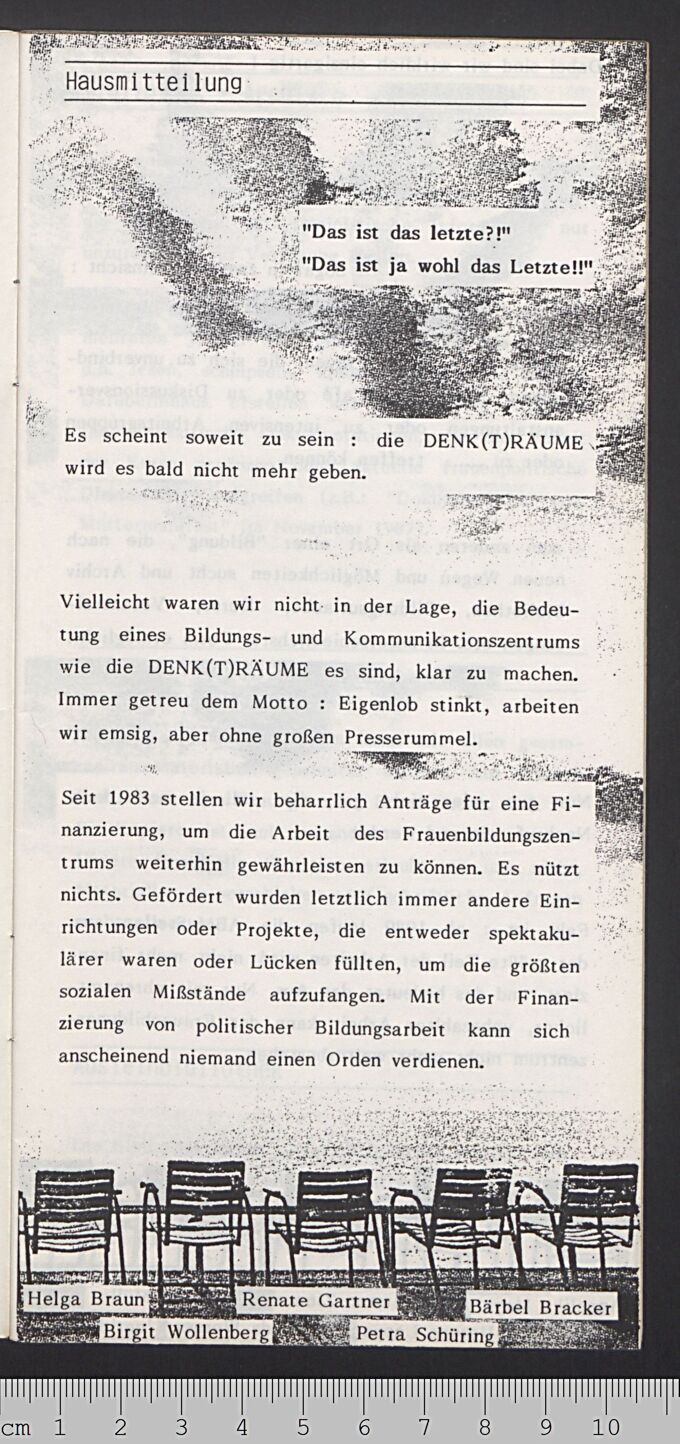 Hausmitteilung
"Das ist das letzte?!"
"Das ist ja wohl das Letzte!!"
Es scheint soweit zu sein : die DENK(T)RÄUME
wird es bald nicht mehr geben.
Vielleicht waren wir nicht in der Lage, die Bedeu-
tung eines Bildungs- und Kommunikationszentrums
wie die DENK(T)RÄUME es sind, klar zu machen.
Immer getreu dem Motto : Eigenlob stinkt, arbeiten
wir emsig, aber ohne großen Presserummel.
Seit 1983 stellen wir beharrlich Anträge für eine Fi-
nanzierung, um die Arbeit des Frauenbildungszen-
trums weiterhin gewährleisten zu können. Es nützt
nichts. Gefördert wurden letztlich immer andere Ein-
richtungen oder Projekte, die entweder spektaku-
lärer waren oder Lücken füllten, um die größten
sozialen Mißstände aufzufangen. Mit der Finan-
zierung von politischer Bildungsarbeit kann sich
anscheinend niemand einen Orden verdienen.
Helga Braun Renate Gartner Bärbel Bracker
Birgit Wollenberg Petra Schüring
cm 1 2 3 4 5 6 7 8 9 10